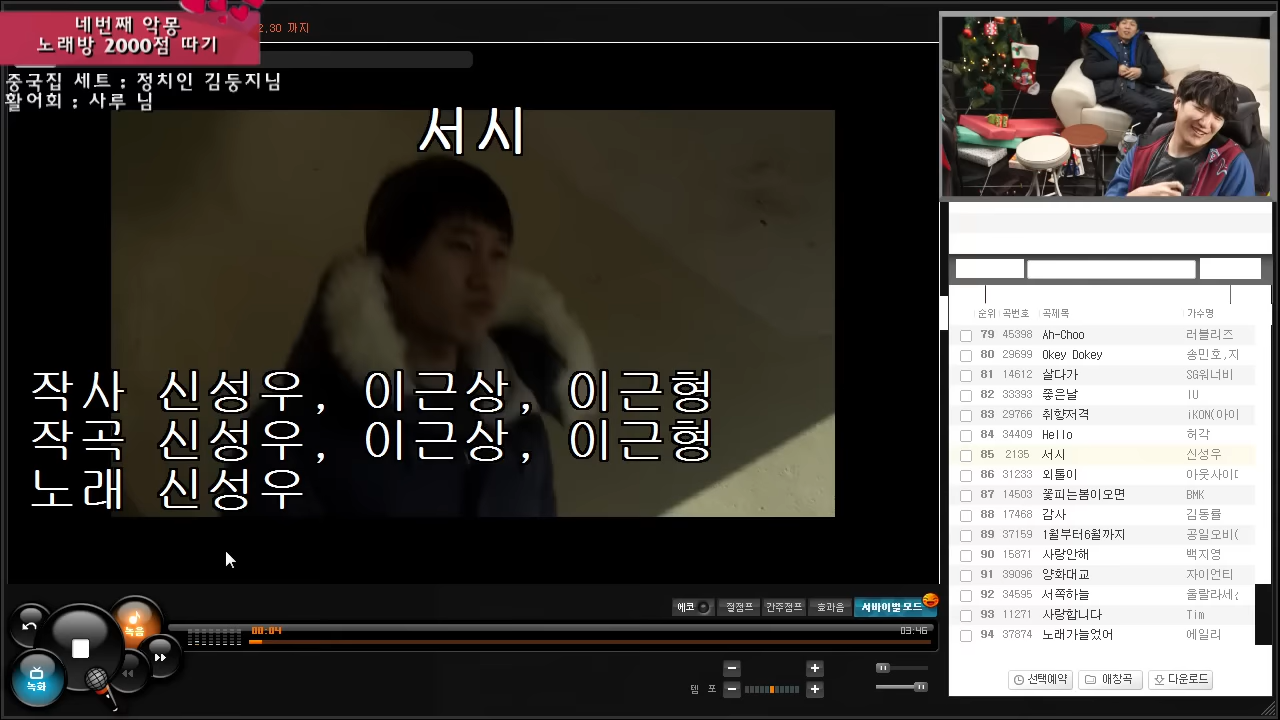 네번째 악몽
노래방 2000점 따기
2.30 까지
중국집 세트 : 정치인 김둥지님
활어회 : 사루 님
서시
작사 신성우, 이근상, 이근형
작곡 신성우, 이근상, 이근형
노래 신성우
순위 곡번호 곡제목 가수명
79 45398 Ah-Choo 러블리즈
80 29699 Okey Dokey 송민호,지
81 14612 살다가 SG워너비
82 33393 좋은날 IU
83 29766 취향저격 iKON(아이
84 34409 Hello 허각
85 2135 서시 신성우
86 31233 외톨이 아웃사이
87 14503 꽃피는봄이오면 BMK
88 17468 감사 김동률
89 37159 1월부터6월까지 공일오비(
90 15871 사랑안해 백지영
91 39096 양화대교 자이언티
92 34595 서쪽하늘 울랄라세
93 11271 사랑합니다 Tim
94 37874 노래가늘었어 에일리
선택예약 애창곡 다운로드
에코 절점프 간주점프 효과음 서바이벌 모드
녹음
00:04 03:46
녹화
템 포